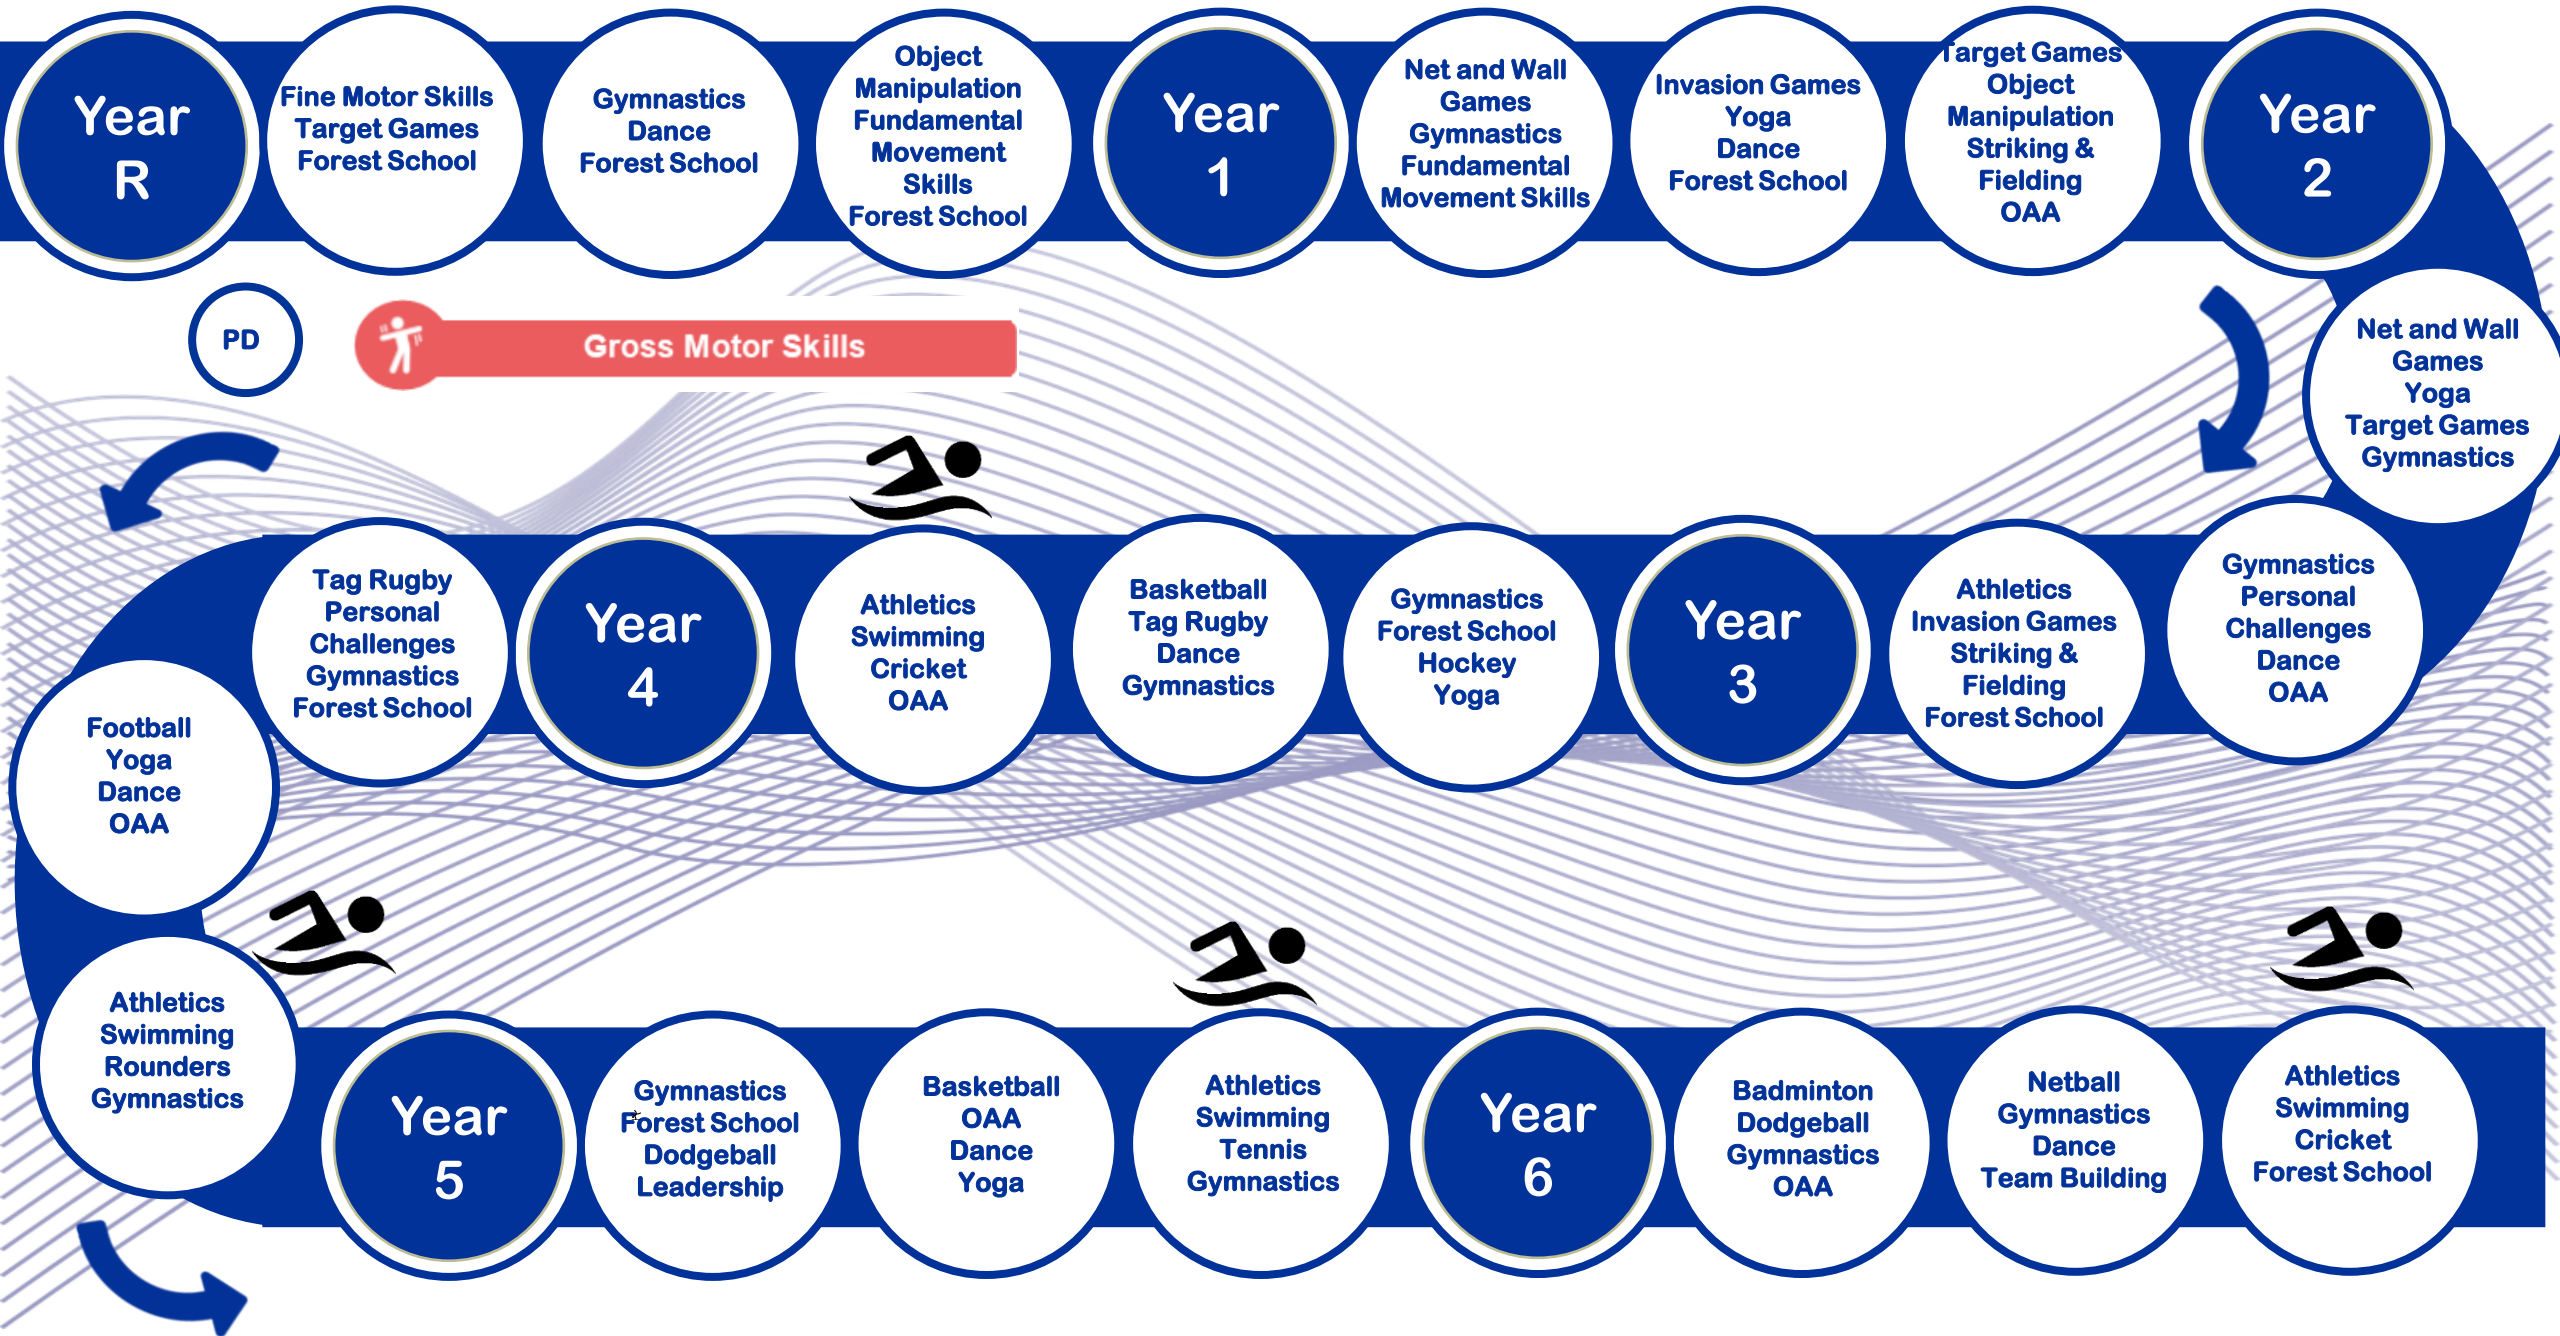 Year
R
Fine Motor Skills
Target Games
Forest School
Gymnastics
Dance
Forest School
Object
Manipulation
Fundamental
Movement
Skills
Forest School
Year
1
Net and Wall
Games
Gymnastics
Fundamental
Movement Skills
Invasion Games
Yoga
Dance
Forest School
Target Games
Object
Manipulation
Striking &
Fielding
OAA
Year
2
PD
Gross Motor Skills
Net and Wall
Games
Yoga
Target Games
Gymnastics
Gymnastics
Personal
Challenges
Dance
OAA
Athletics
Invasion Games
Striking &
Fielding
Forest School
Year
3
Gymnastics
Forest School
Hockey
Yoga
Basketball
Tag Rugby
Dance
Gymnastics
Athletics
Swimming
Cricket
OAA
Year
4
Tag Rugby
Personal
Challenges
Gymnastics
Forest School
Football
Yoga
Dance
OAA
Athletics
Swimming
Rounders
Gymnastics
Year
5
Gymnastics
Forest School
Dodgeball
Leadership
Basketball
OAA
Dance
Yoga
Athletics
Swimming
Tennis
Gymnastics
Year
6
Badminton
Dodgeball
Gymnastics
OAA
Netball
Gymnastics
Dance
Team Building
Athletics
Swimming
Cricket
Forest School